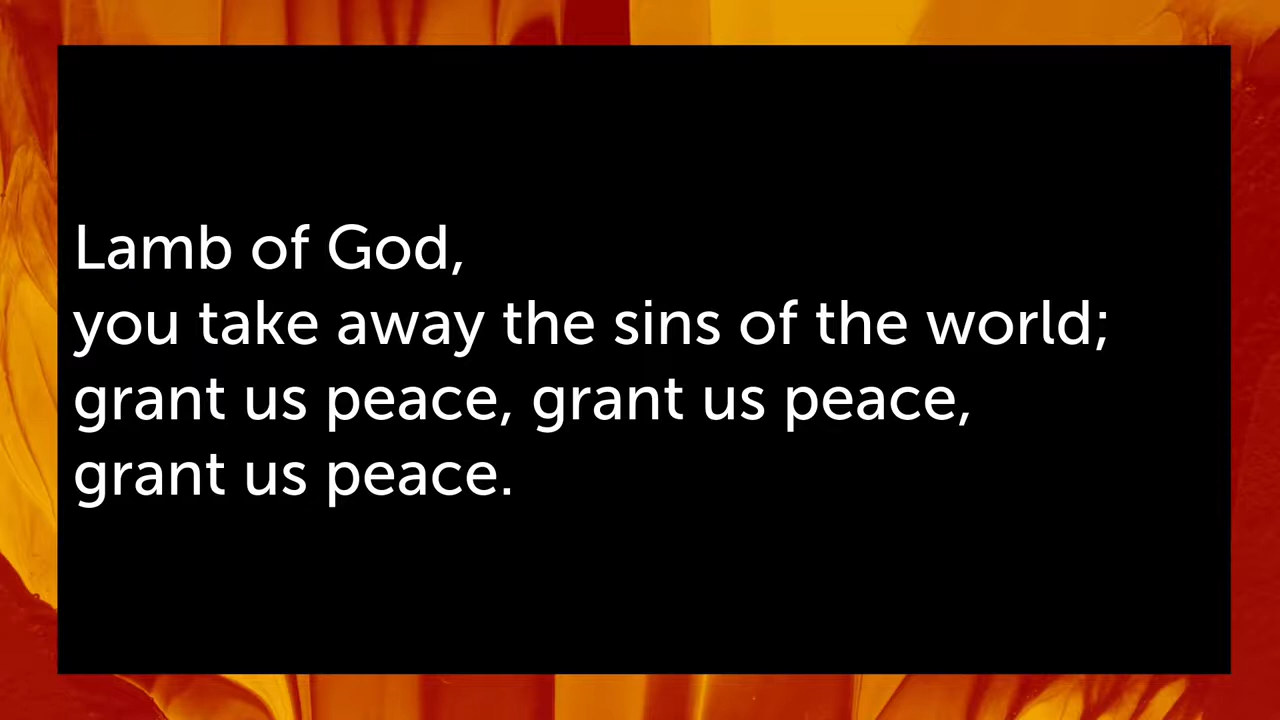 Lamb of God,
you take away the sins of the world;
grant us peace, grant us peace,
grant us peace.